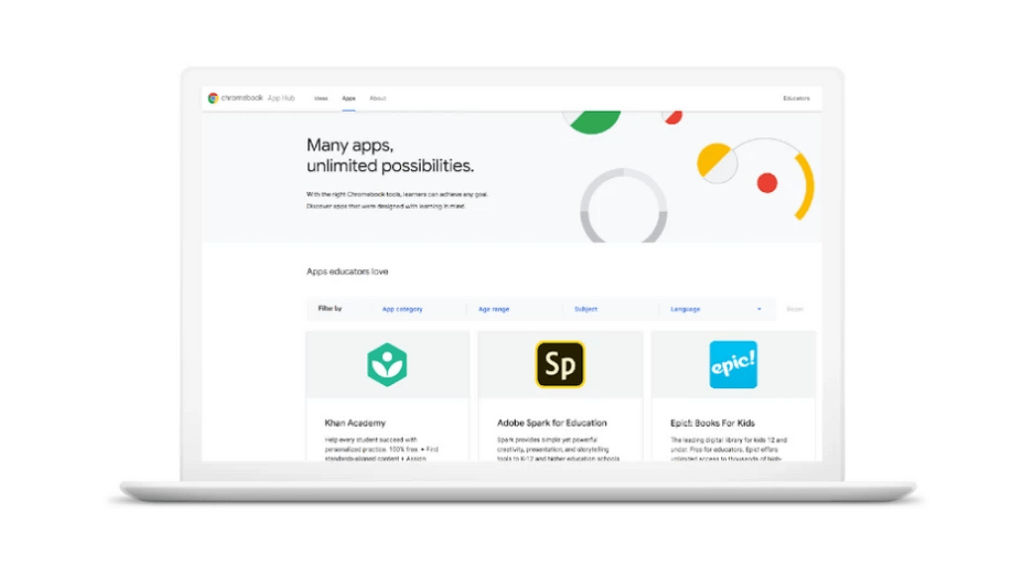 chromebook App Hub Ideas Apps About Educators
Many apps,
unlimited possibilities.
With the right Chromebook tools, learners can achieve any goal.
Discover apps that were designed with learning in mind.
Apps educators love
Filter by App category Age range Subject Language Reset
Sp
epic!
Khan Academy
Help every student succeed with
personalized practice. 100% free. • Find
standards-aligned content • Assign
Adobe Spark for Education
Spark provides simple yet powerful
creativity, presentation, and storytelling
tools to K-12 and higher education schools
Epic!: Books For Kids
The leading digital library for kids 12 and
under. Free for educators. Epic! offers
unlimited access to thousands of kids'